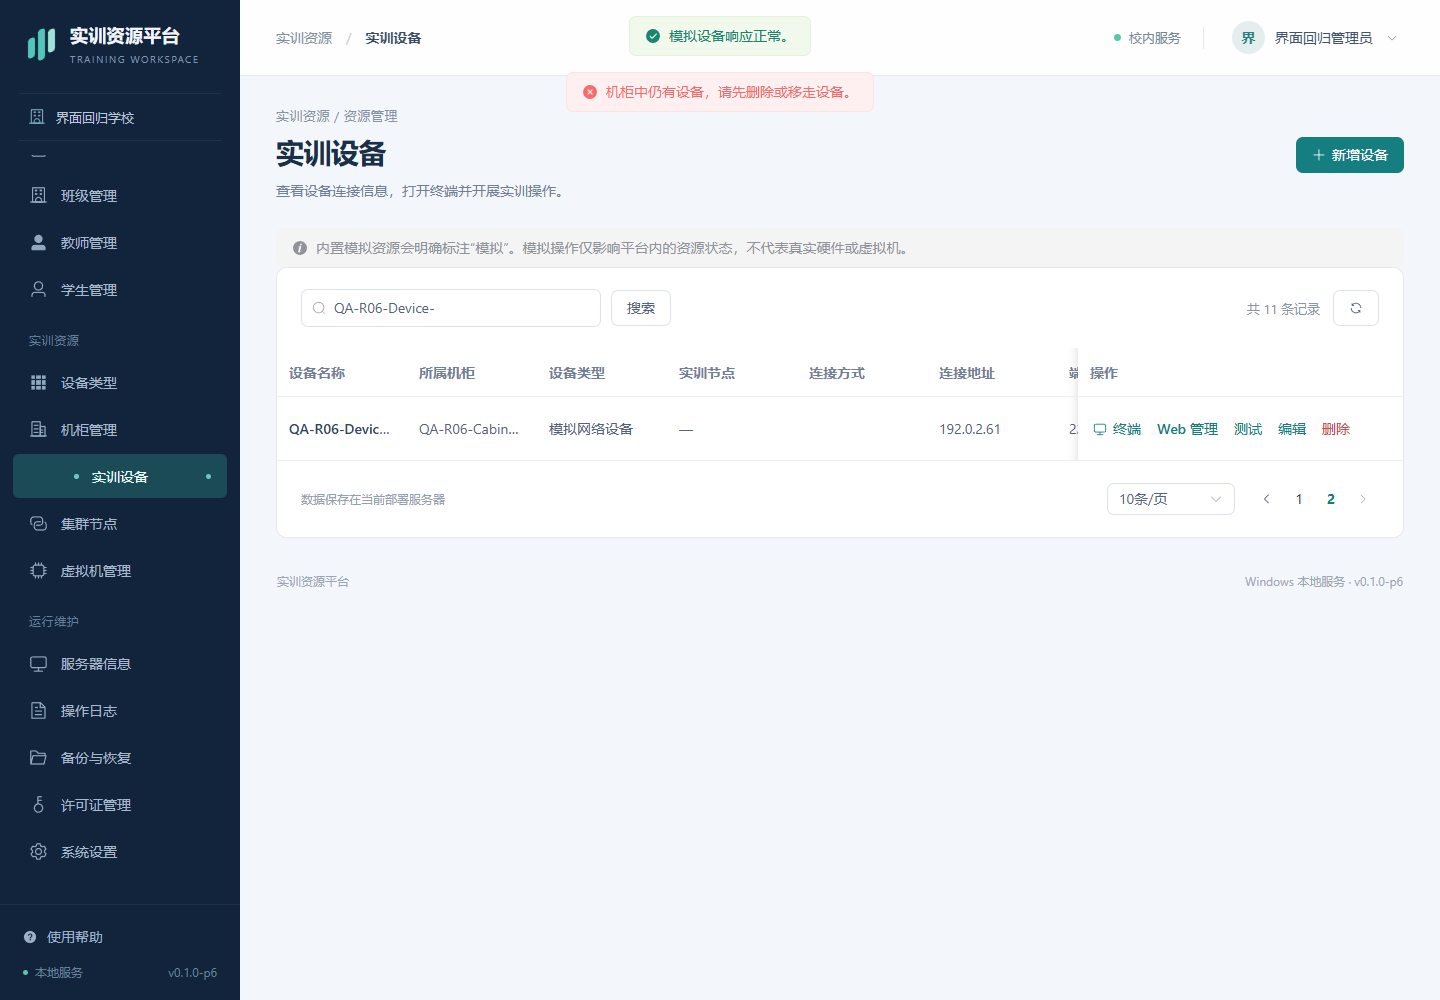 实训资源平台
TRAINING WORKSPACE
界面回归学校
班级管理
教师管理
学生管理
实训资源
设备类型
机柜管理
实训设备
集群节点
虚拟机管理
运行维护
服务器信息
操作日志
备份与恢复
许可证管理
系统设置
使用帮助
本地服务 v0.1.0-p6
实训资源 / 实训设备
模拟设备响应正常。
校内服务
界 界面回归管理员
机柜中仍有设备，请先删除或移走设备。
实训资源 / 资源管理
实训设备
新增设备
查看设备连接信息，打开终端并开展实训操作。
内置模拟资源会明确标注“模拟”。模拟操作仅影响平台内的资源状态，不代表真实硬件或虚拟机。
QA-R06-Device- 搜索 共 11 条记录
设备名称 所属机柜 设备类型 实训节点 连接方式 连接地址 操作
QA-R06-Devic... QA-R06-Cabin... 模拟网络设备 — 192.0.2.61 终端 Web 管理 测试 编辑 删除
数据保存在当前部署服务器 10条/页 1 2
实训资源平台 Windows 本地服务 · v0.1.0-p6